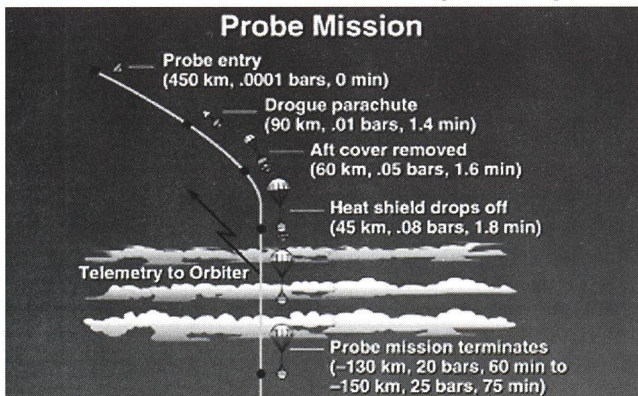 Probe Mission
Probe entry
(450 km, .0001 bars, 0 min)
Drogue parachute
(90 km, .01 bars, 1.4 min)
Aft cover removed
(60 km, .05 bars, 1.6 min)
Heat shield drops off
(45 km, .08 bars, 1.8 min)
Telemetry to Orbiter
Probe mission terminates
(–130 km, 20 bars, 60 min to
–150 km, 25 bars, 75 min)